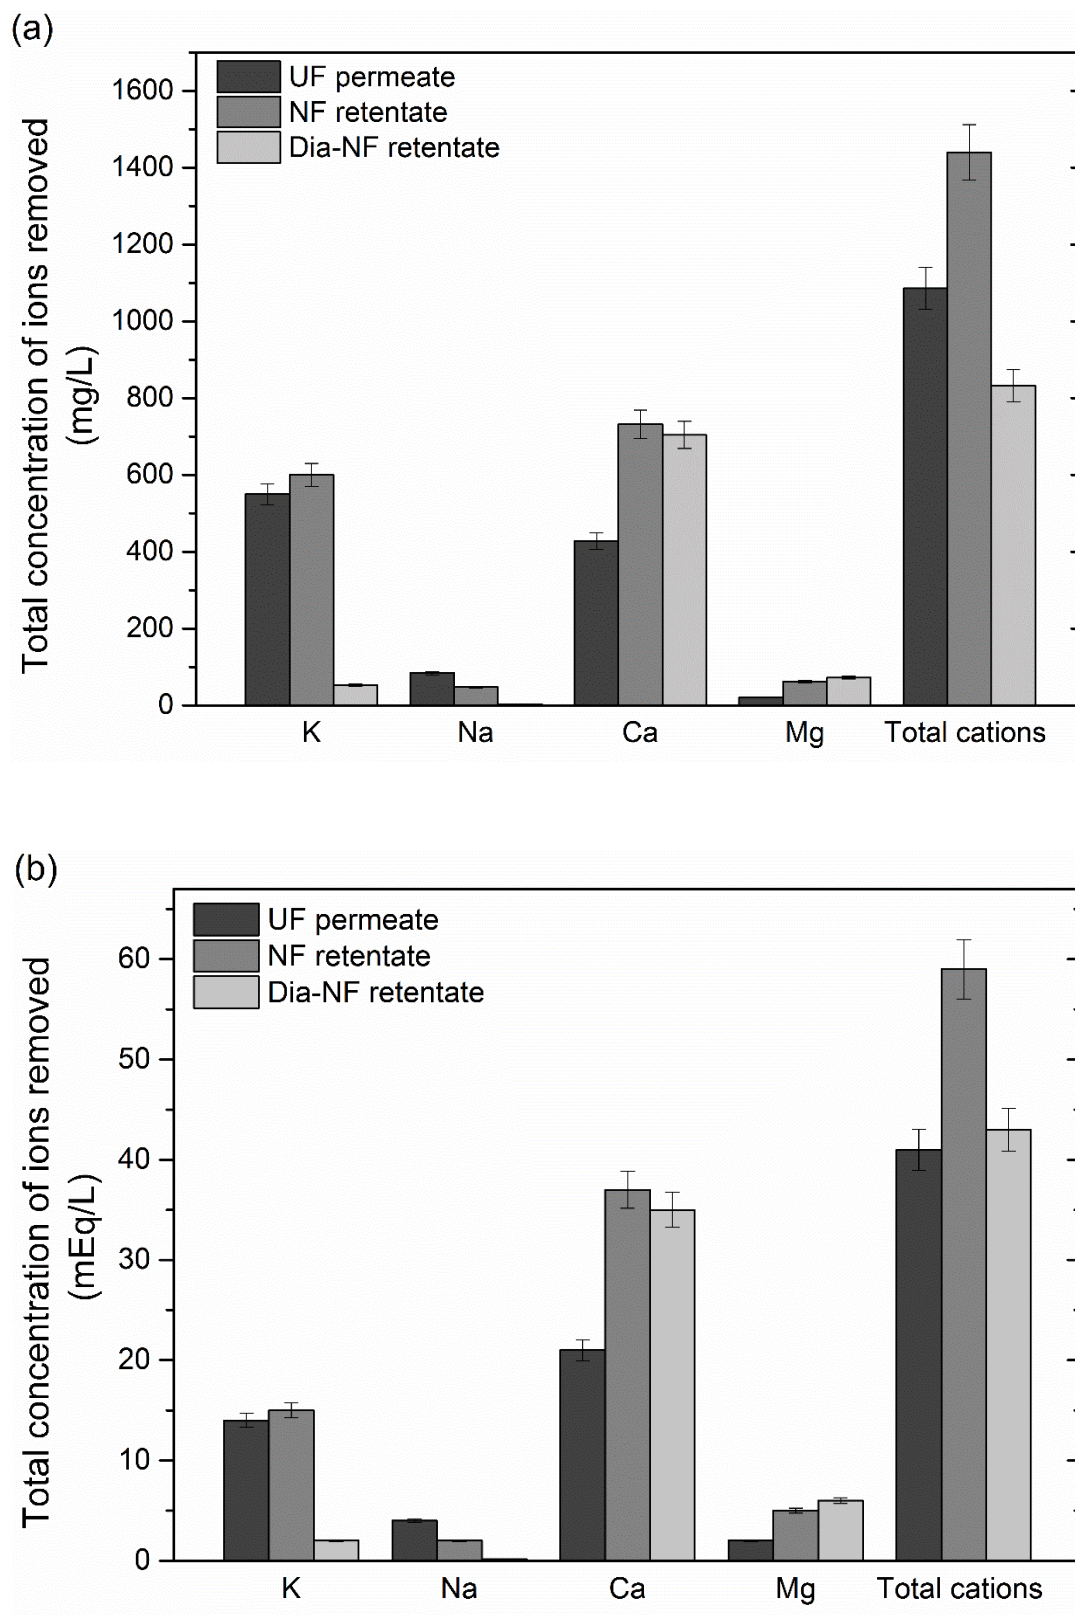 (a)
UF permeate
NF retentate
Dia-NF retentate
Total concentration of ions removed
(mg/L)
1600
1400
1200
1000
800
600
400
200
0
K Na Ca Mg Total cations
(b)
UF permeate
NF retentate
Dia-NF retentate
Total concentration of ions removed
(mEq/L)
60
50
40
30
20
10
0
K Na Ca Mg Total cations